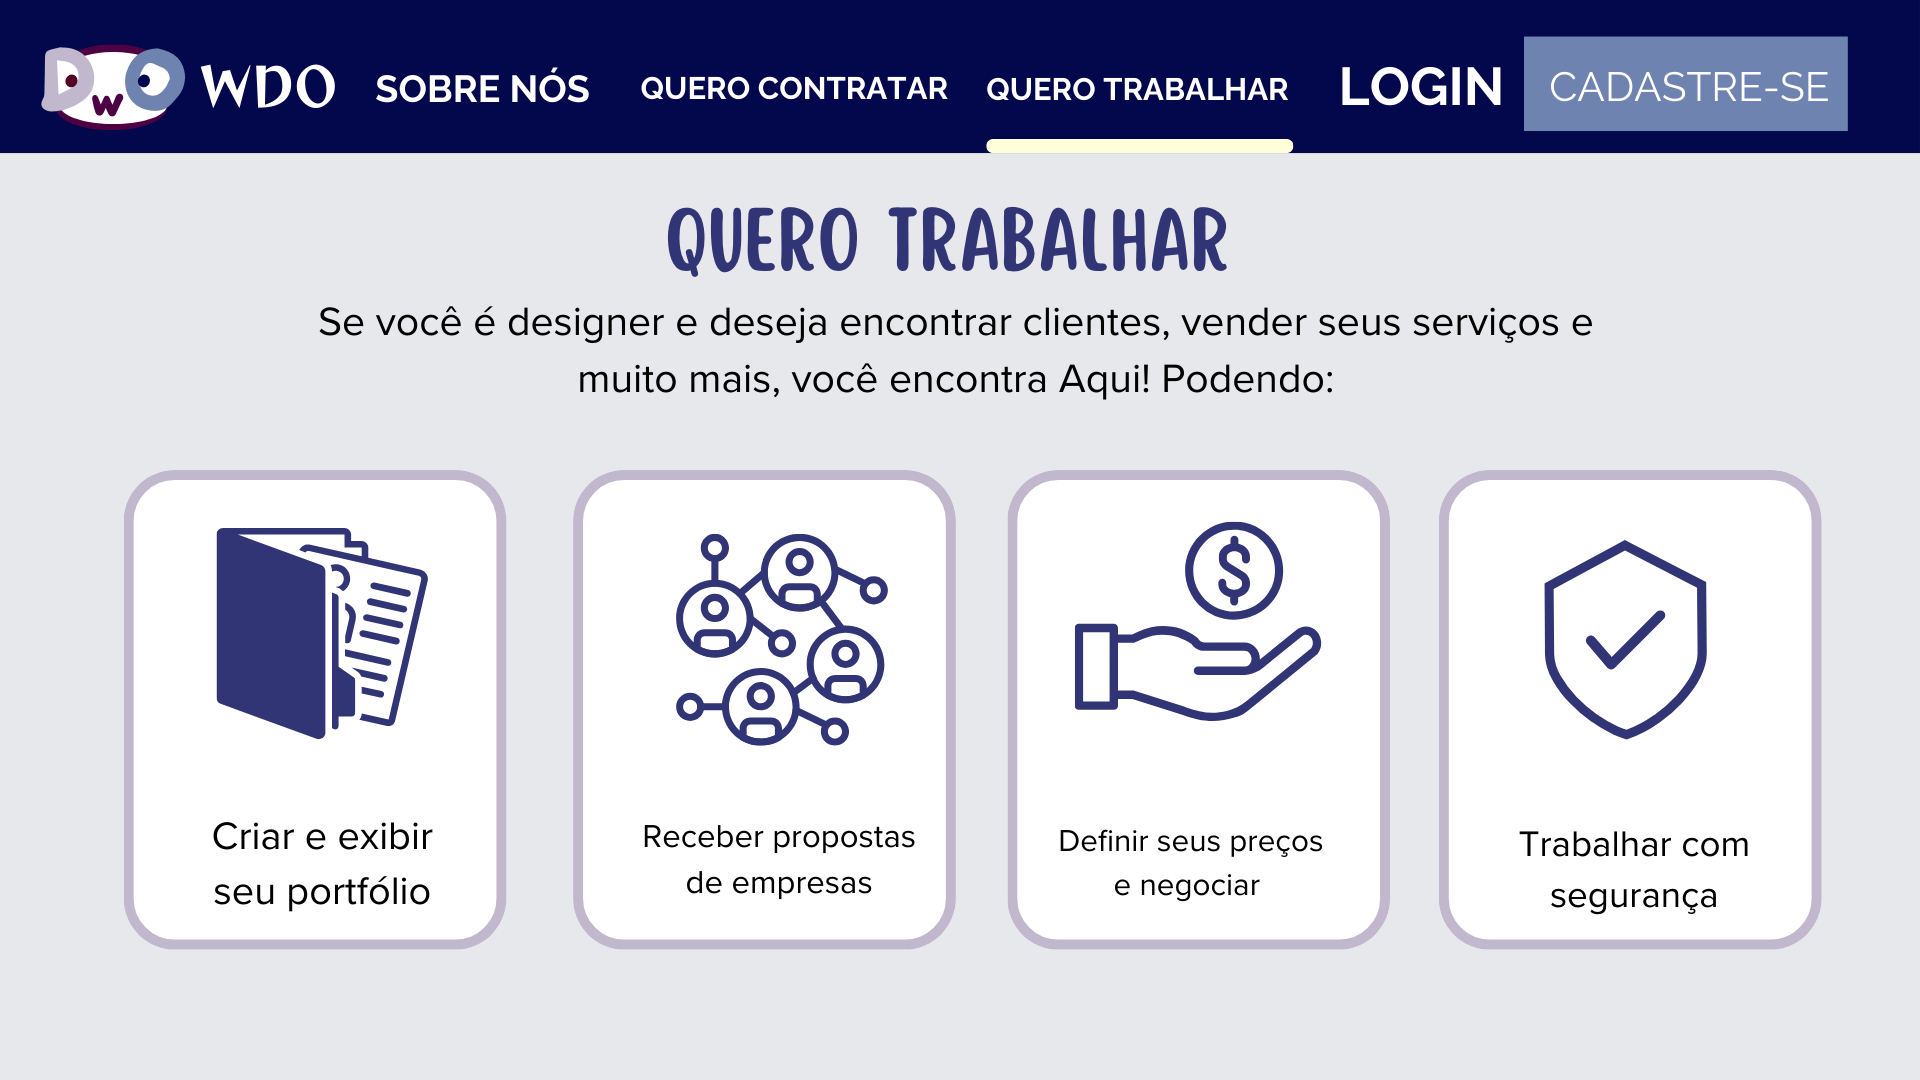 DwO WDO SOBRE NÓS QUERO CONTRATAR QUERO TRABALHAR LOGIN CADASTRE-SE
QUERO TRABALHAR
Se você é designer e deseja encontrar clientes, vender seus serviços e
muito mais, você encontra Aqui! Podendo:
$
Criar e exibir
seu portfólio
Receber propostas
de empresas
Definir seus preços
e negociar
Trabalhar com
segurança